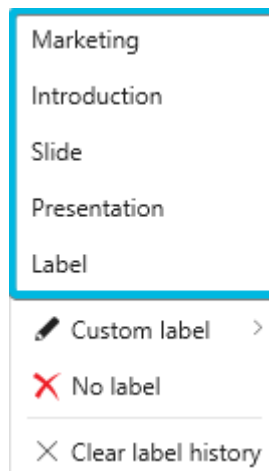 Marketing
Introduction
Slide
Presentation
Label
Custom label
No label
Clear label history